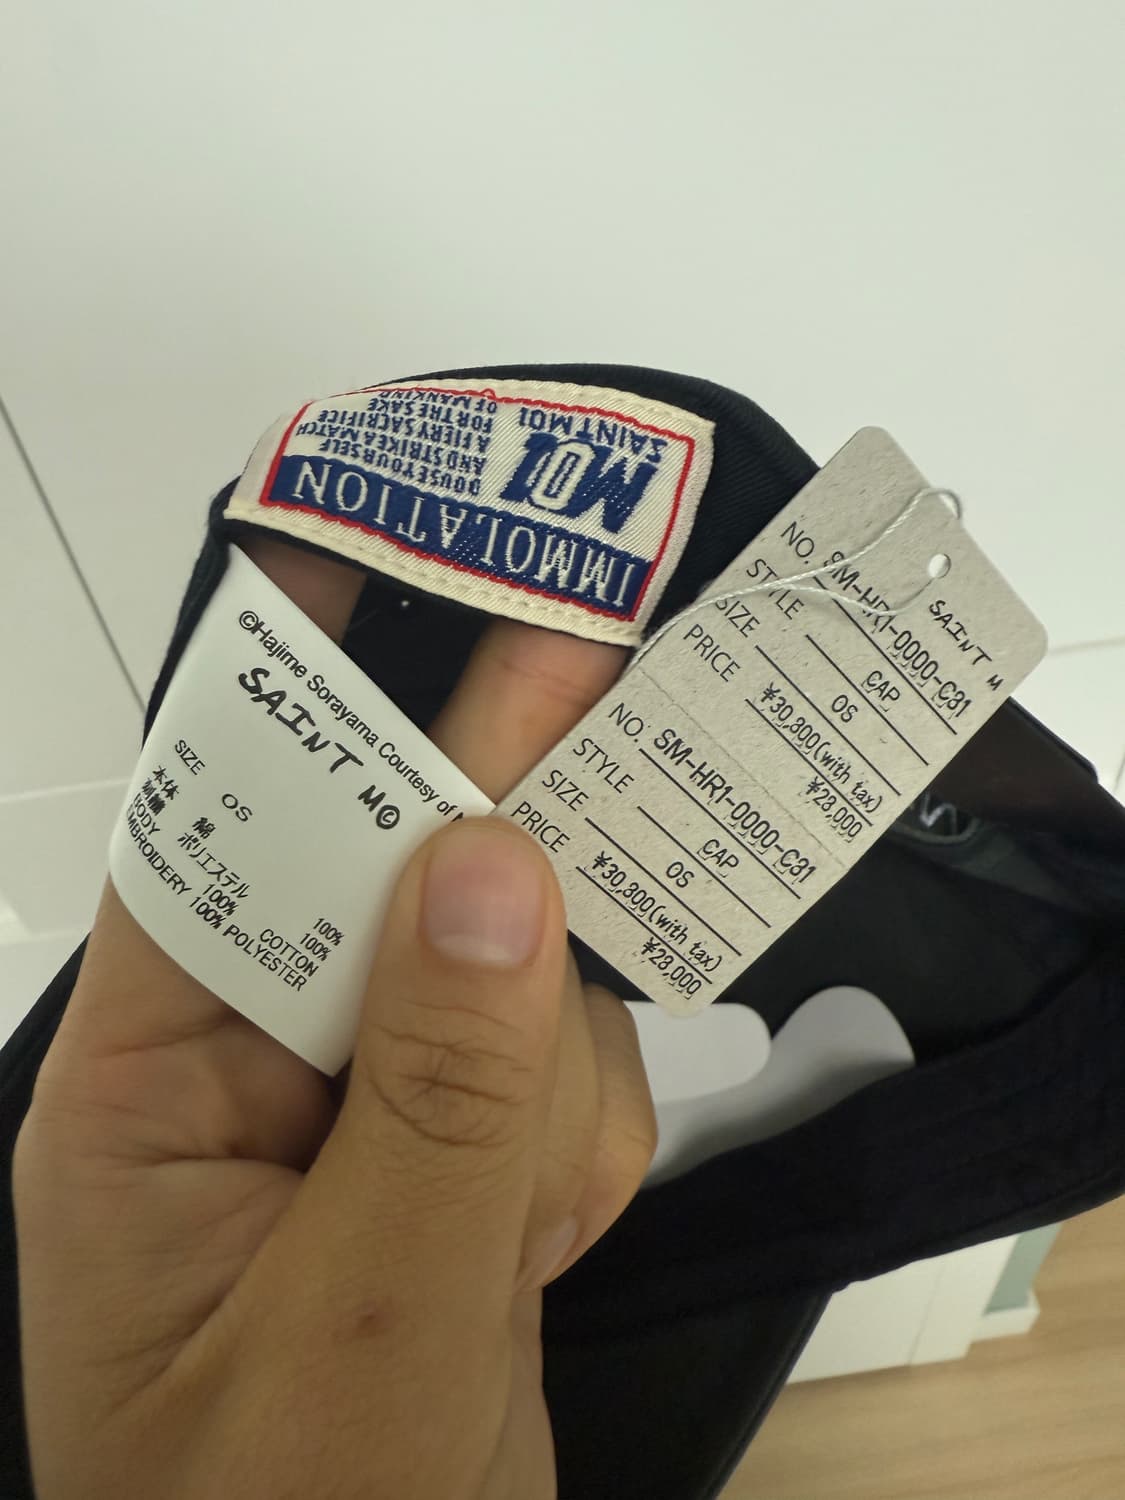 IMMOLATION
MOI
SAINTMOI
DOUSE YOURSELF
AND STRIKE A MATCH
A FIERY SACRIFICE
FOR THE SAKE
OF MANKIND
©Hajime Sorayama Courtesy of
SAINT M©
SIZE OS
本体 綿 100%
刺繍 ポリエステル 100%
BODY 100% COTTON
EMBROIDERY 100% POLYESTER
SAINT M
NO. SM-HR1-0000-C81
STYLE CAP
SIZE OS
PRICE ¥30,800(with tax)
¥28,000
NO. SM-HR1-0000-C81
STYLE CAP
SIZE OS
PRICE ¥30,800(with tax)
¥28,000